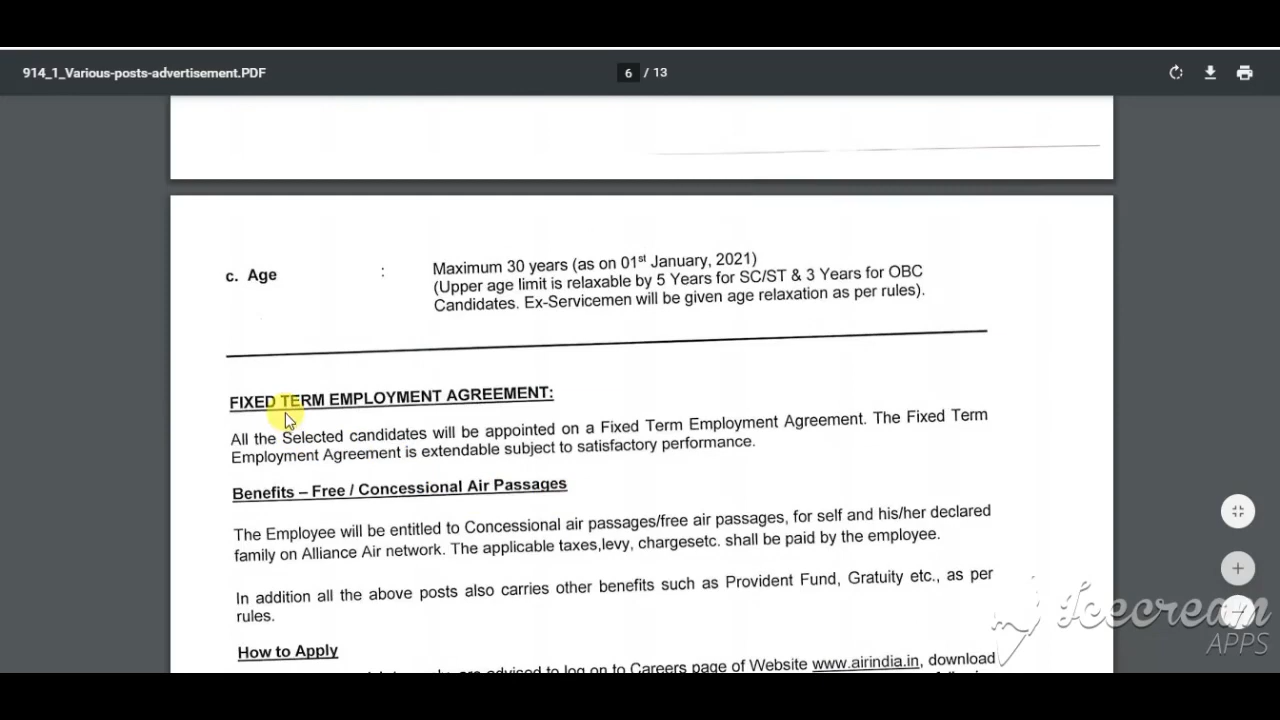 914_1_Various-posts-advertisement.PDF
6 / 13
c. Age : Maximum 30 years (as on 01st January, 2021)
(Upper age limit is relaxable by 5 Years for SC/ST & 3 Years for OBC
Candidates. Ex-Servicemen will be given age relaxation as per rules).
FIXED TERM EMPLOYMENT AGREEMENT:
All the Selected candidates will be appointed on a Fixed Term Employment Agreement. The Fixed Term
Employment Agreement is extendable subject to satisfactory performance.
Benefits – Free / Concessional Air Passages
The Employee will be entitled to Concessional air passages/free air passages, for self and his/her declared
family on Alliance Air network. The applicable taxes,levy, chargesetc. shall be paid by the employee.
In addition all the above posts also carries other benefits such as Provident Fund, Gratuity etc., as per
rules.
How to Apply
are advised to log on to Careers page of Website www.airindia.in, download
Icecream
APPS